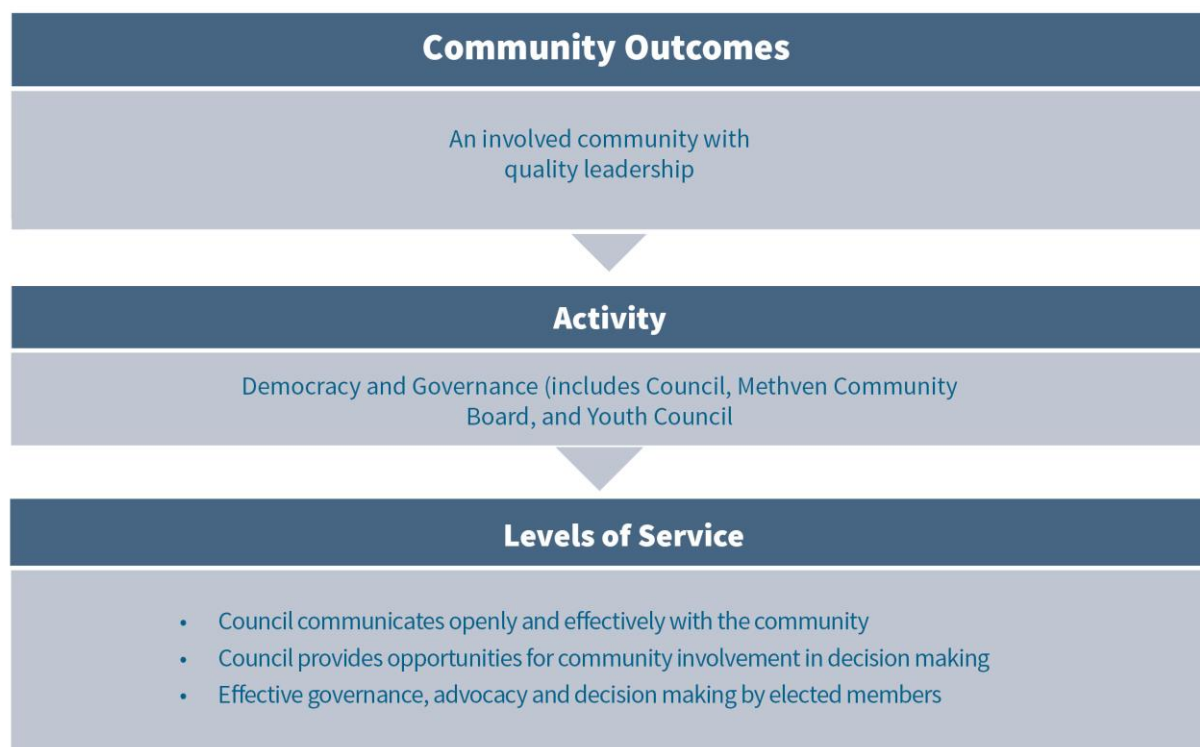 Community Outcomes
An involved community with
quality leadership
Activity
Democracy and Governance (includes Council, Methven Community
Board, and Youth Council
Levels of Service
• Council communicates openly and effectively with the community
• Council provides opportunities for community involvement in decision making
• Effective governance, advocacy and decision making by elected members